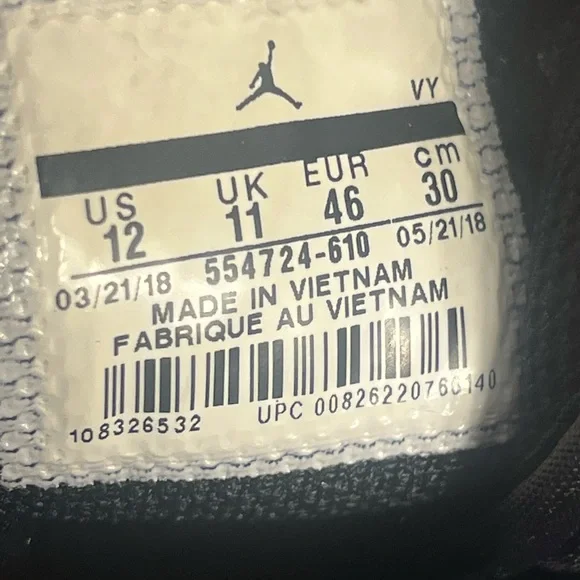 VY
US UK EUR cm
12 11 46 30
03/21/18 554724-610 05/21/18
MADE IN VIETNAM
FABRIQUE AU VIETNAM
108326532 UPC 00826220766140